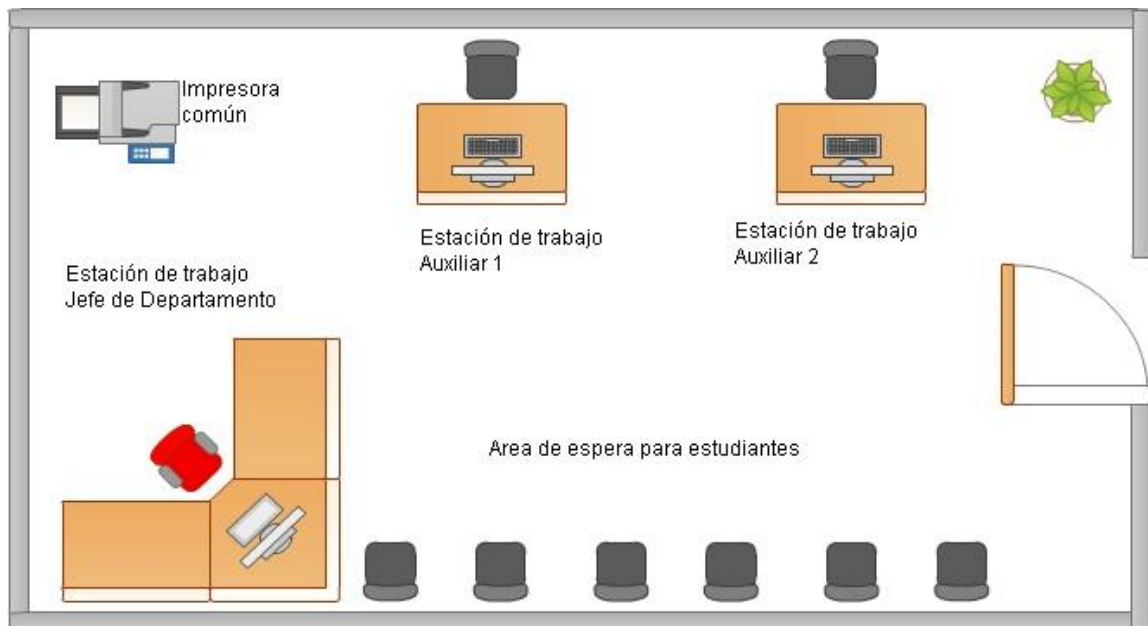 Impresora
común
Estación de trabajo
Auxiliar 1
Estación de trabajo
Auxiliar 2
Estación de trabajo
Jefe de Departamento
Area de espera para estudiantes